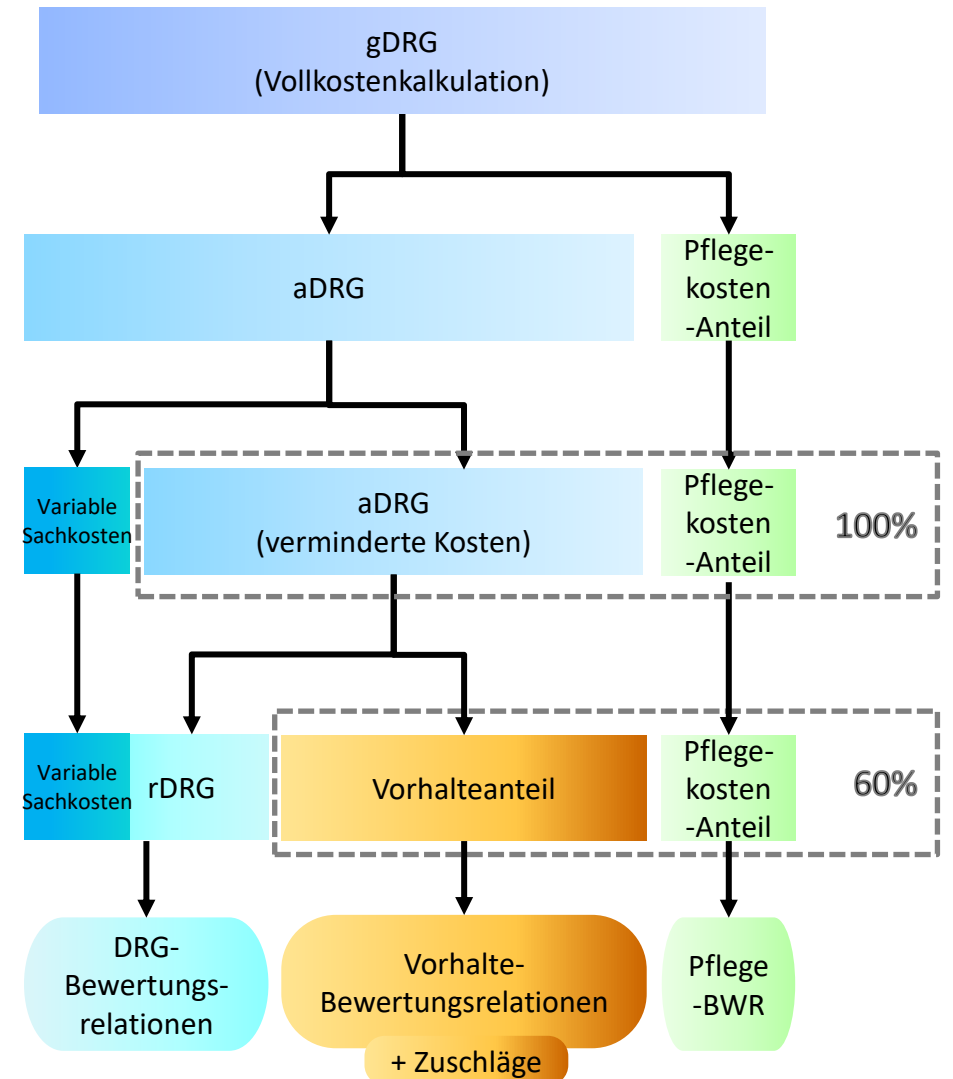 gDRG
(Vollkostenkalkulation)
aDRG
Pflege-
kosten
-Anteil
Variable
Sachkosten
aDRG
(verminderte Kosten)
Pflege-
kosten
-Anteil
100%
Variable
Sachkosten
rDRG
Vorhalteanteil
Pflege-
kosten
-Anteil
60%
DRG-
Bewertungs-
relationen
Vorhalte-
Bewertungsrelationen
+ Zuschläge
Pflege
-BWR